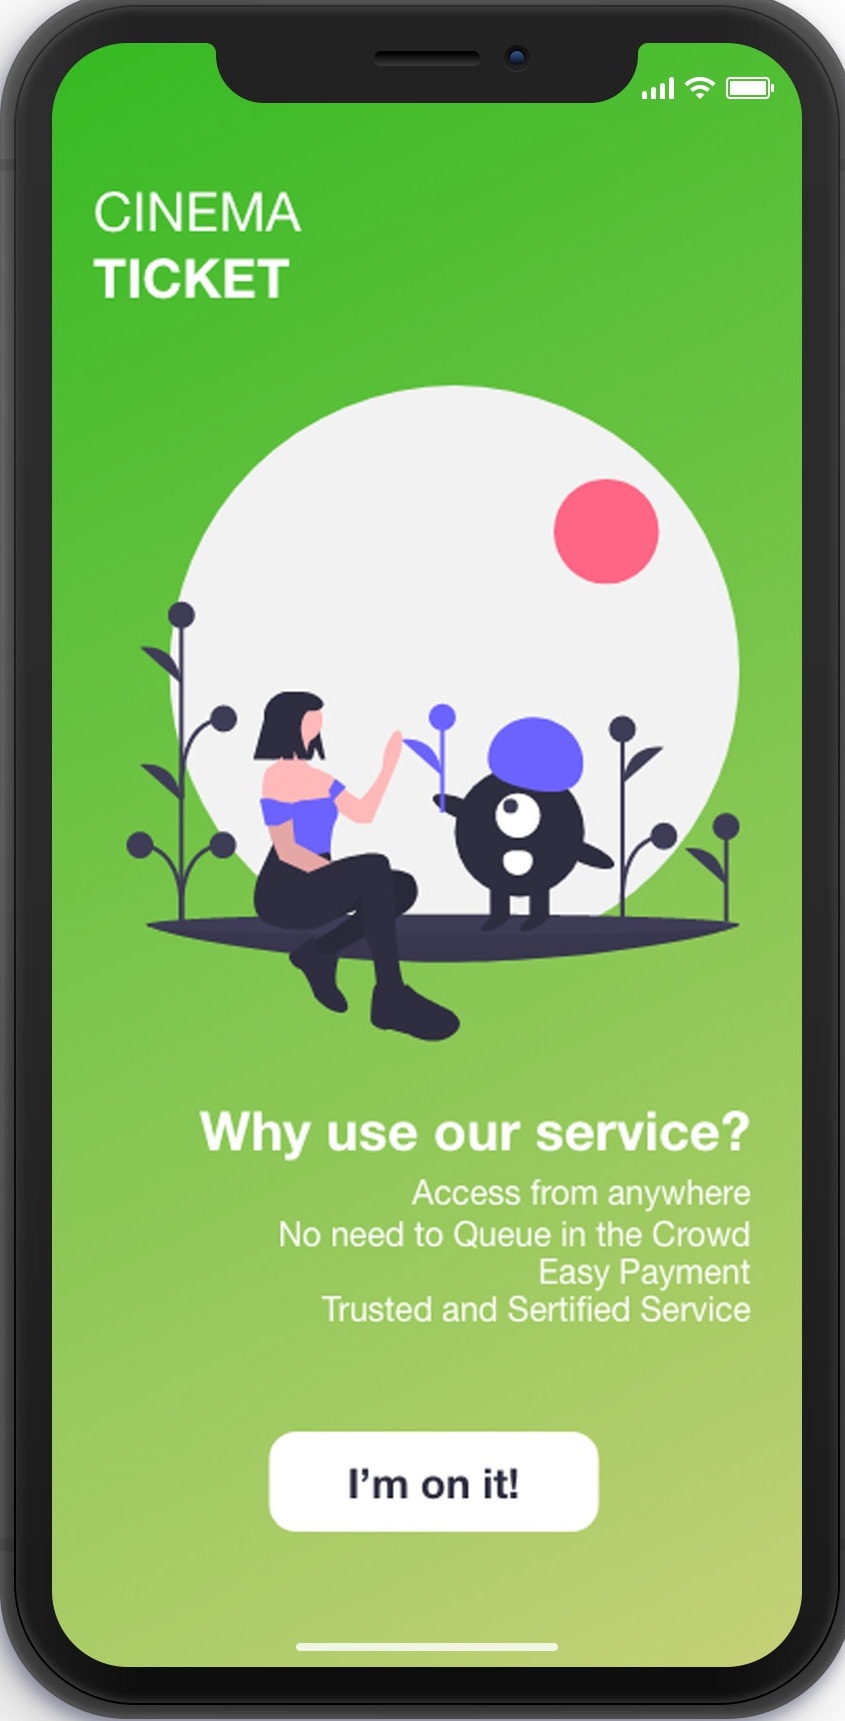 CINEMA
TICKET
Why use our service?
Access from anywhere
No need to Queue in the Crowd
Easy Payment
Trusted and Sertified Service
I’m on it!